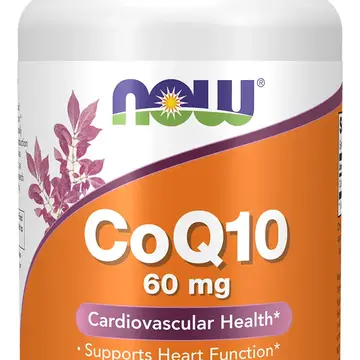 NOW®
CoQ10
60 mg
Cardiovascular Health*
• Supports Heart Function*